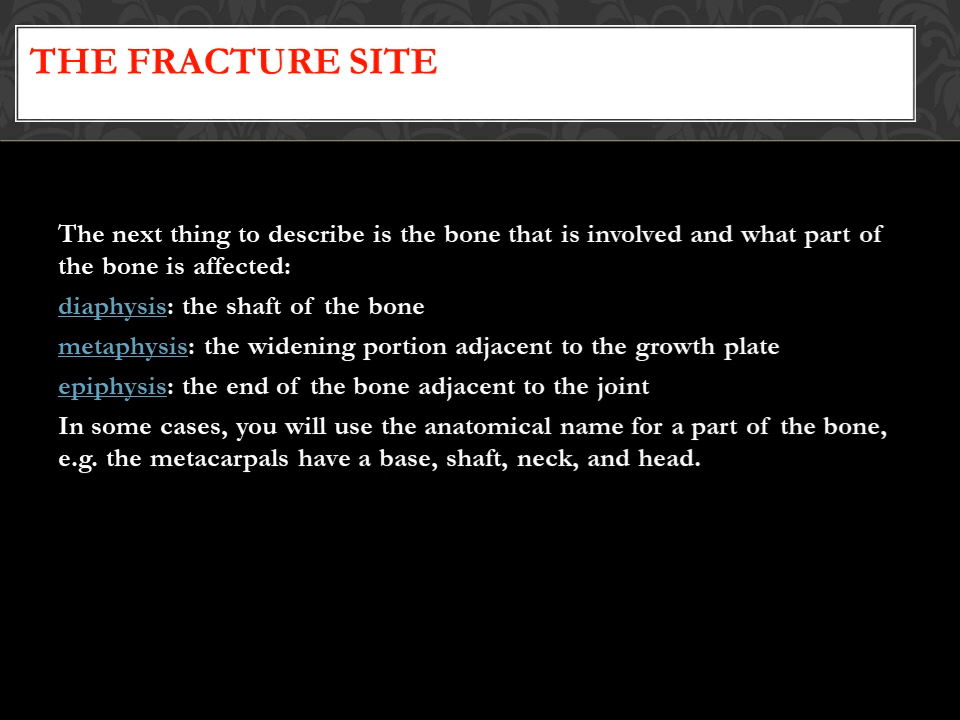 THE FRACTURE SITE
The next thing to describe is the bone that is involved and what part of
the bone is affected:
diaphysis: the shaft of the bone
metaphysis: the widening portion adjacent to the growth plate
epiphysis: the end of the bone adjacent to the joint
In some cases, you will use the anatomical name for a part of the bone,
e.g. the metacarpals have a base, shaft, neck, and head.